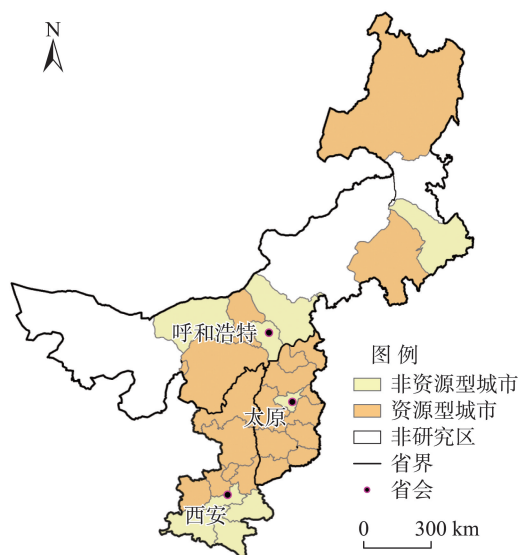 N
呼和浩特
太原
西安
图例
非资源型城市
资源型城市
非研究区
省界
省会
0 300 km